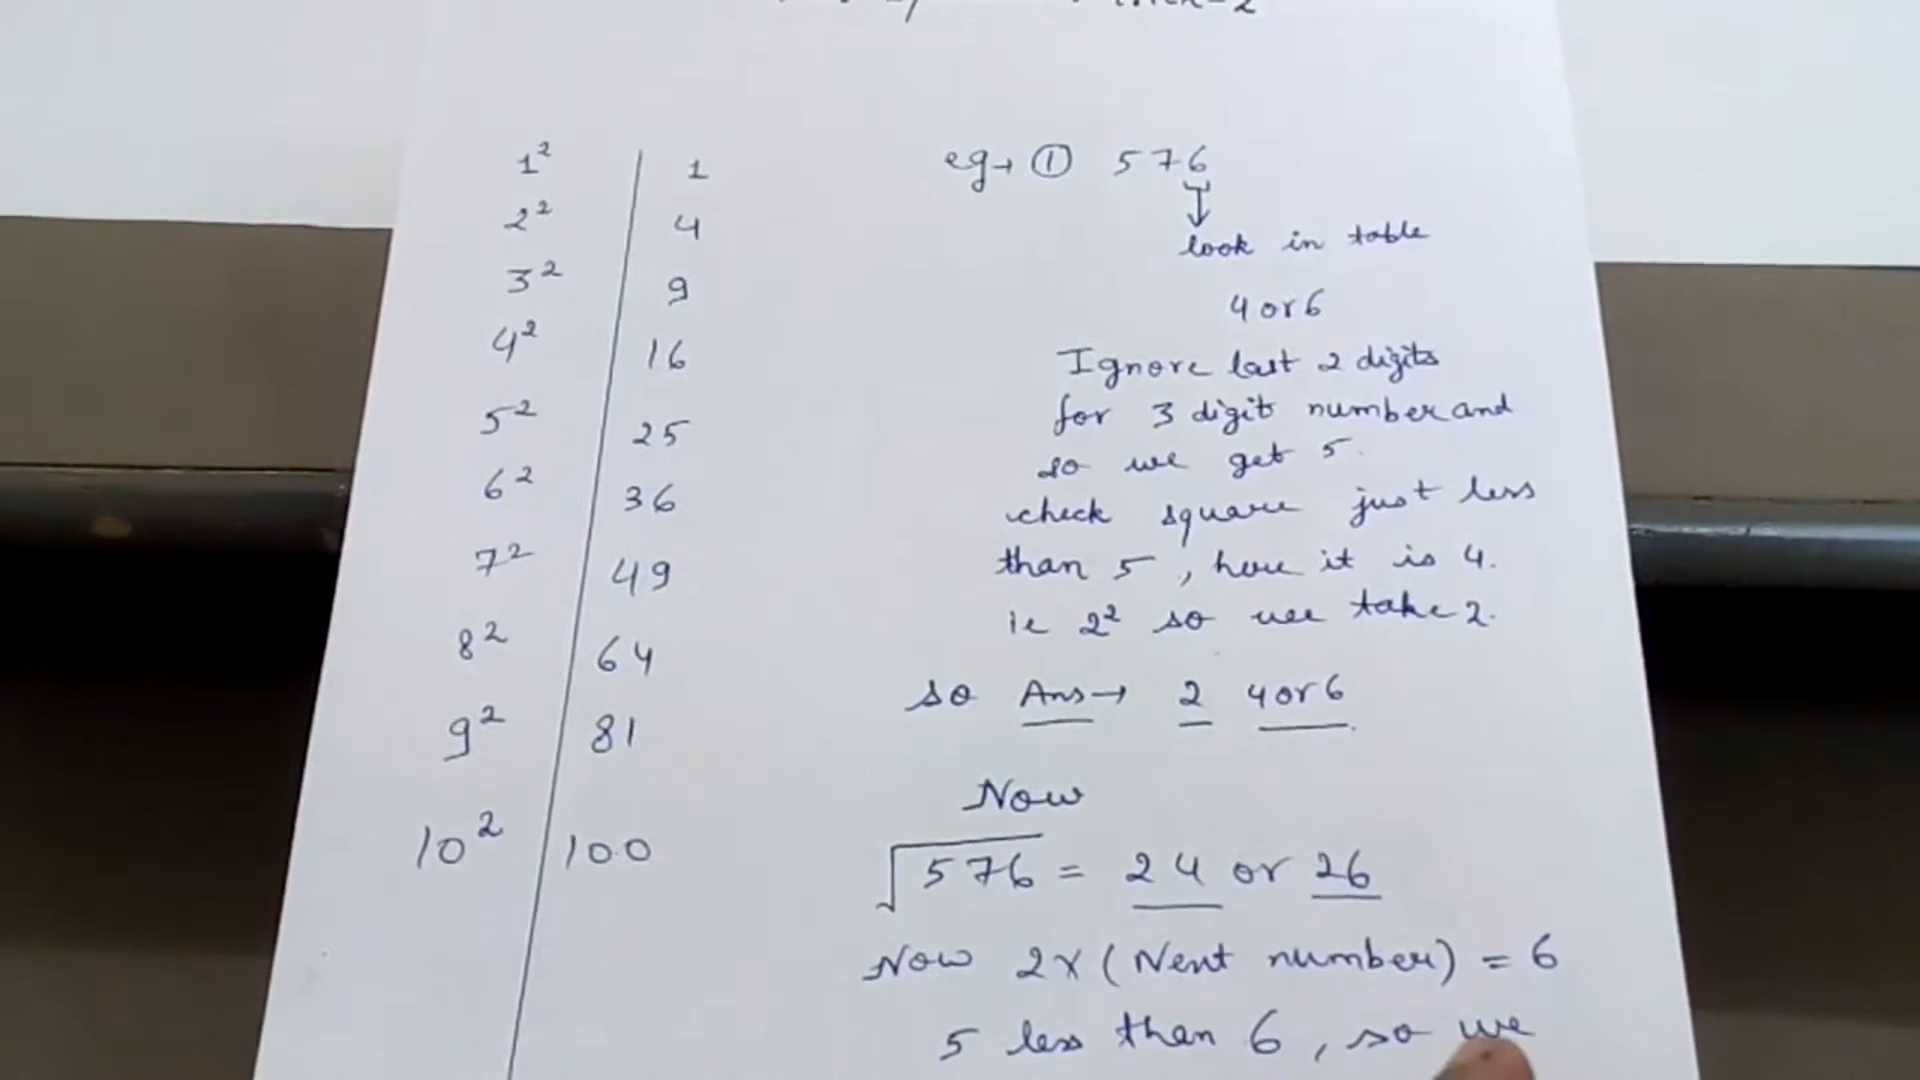 1² 1
2² 4
3² 9
4² 16
5² 25
6² 36
7² 49
8² 64
9² 81
10² 100
eg→ ① 576
↓
look in table
4 or 6
Ignore last 2 digits
for 3 digit number and
so we get 5.
check square just less
than 5, here it is 4.
ie 2² so we take 2.
so Ans→ 2 4 or 6
Now
√576 = 24 or 26
Now 2x (Next number) = 6
5 less than 6, so we